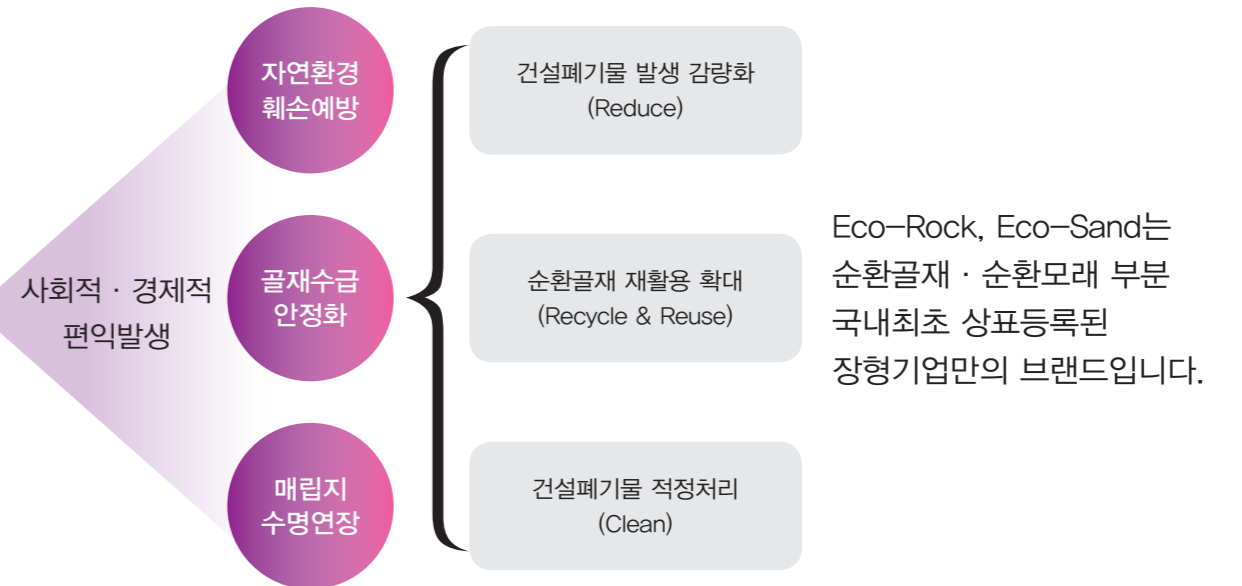 사회적 · 경제적
편익발생
자연환경
훼손예방
골재수급
안정화
매립지
수명연장
건설폐기물 발생 감량화
(Reduce)
순환골재 재활용 확대
(Recycle & Reuse)
건설폐기물 적정처리
(Clean)
Eco-Rock, Eco-Sand는
순환골재 · 순환모래 부분
국내최초 상표등록된
장형기업만의 브랜드입니다.